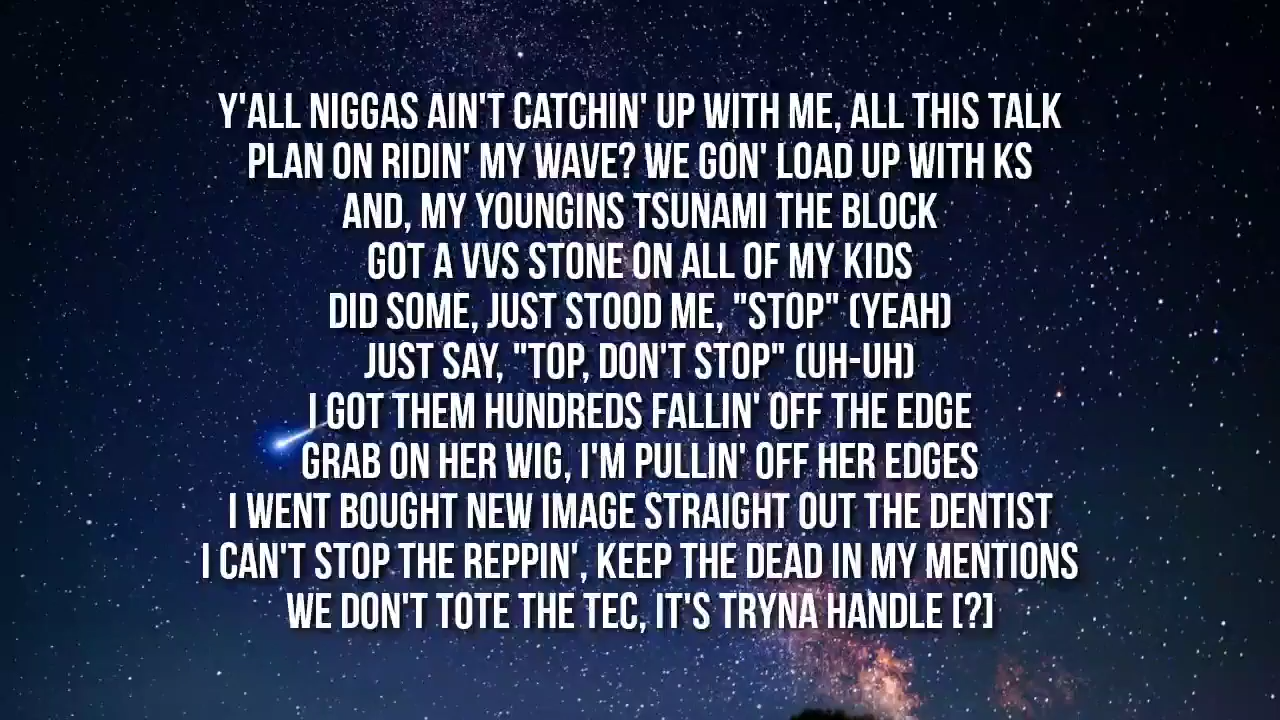 Y'ALL NIGGAS AIN'T CATCHIN' UP WITH ME, ALL THIS TALK
PLAN ON RIDIN' MY WAVE? WE GON' LOAD UP WITH KS
AND, MY YOUNGINS TSUNAMI THE BLOCK
GOT A VVS STONE ON ALL OF MY KIDS
DID SOME, JUST STOOD ME, "STOP" (YEAH)
JUST SAY, "TOP, DON'T STOP" (UH-UH)
I GOT THEM HUNDREDS FALLIN' OFF THE EDGE
GRAB ON HER WIG, I'M PULLIN' OFF HER EDGES
I WENT BOUGHT NEW IMAGE STRAIGHT OUT THE DENTIST
I CAN'T STOP THE REPPIN', KEEP THE DEAD IN MY MENTIONS
WE DON'T TOTE THE TEC, IT'S TRYNA HANDLE [?]